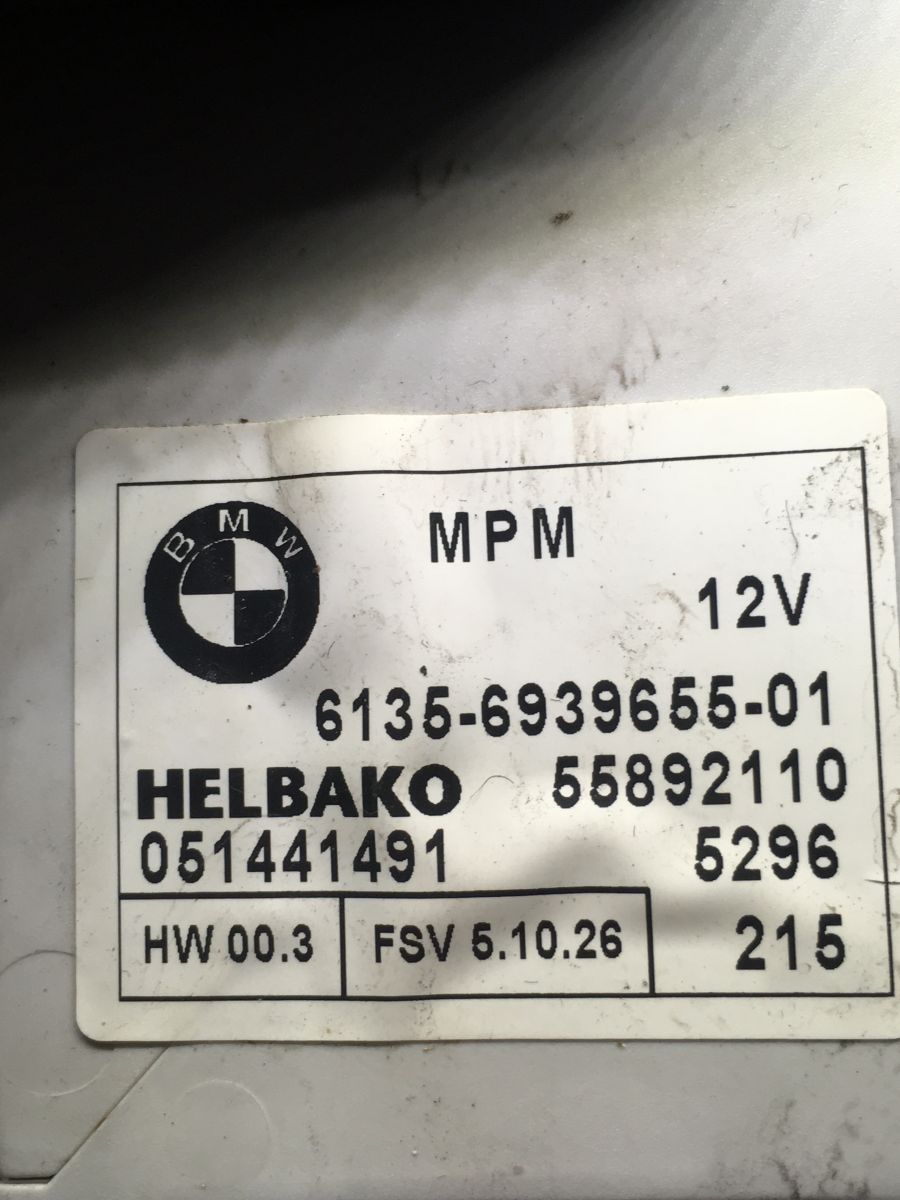 BMW
MPM
12V
6135-6939655-01
HELBAKO 55892110
051441491 5296
HW 00.3 FSV 5.10.26 215